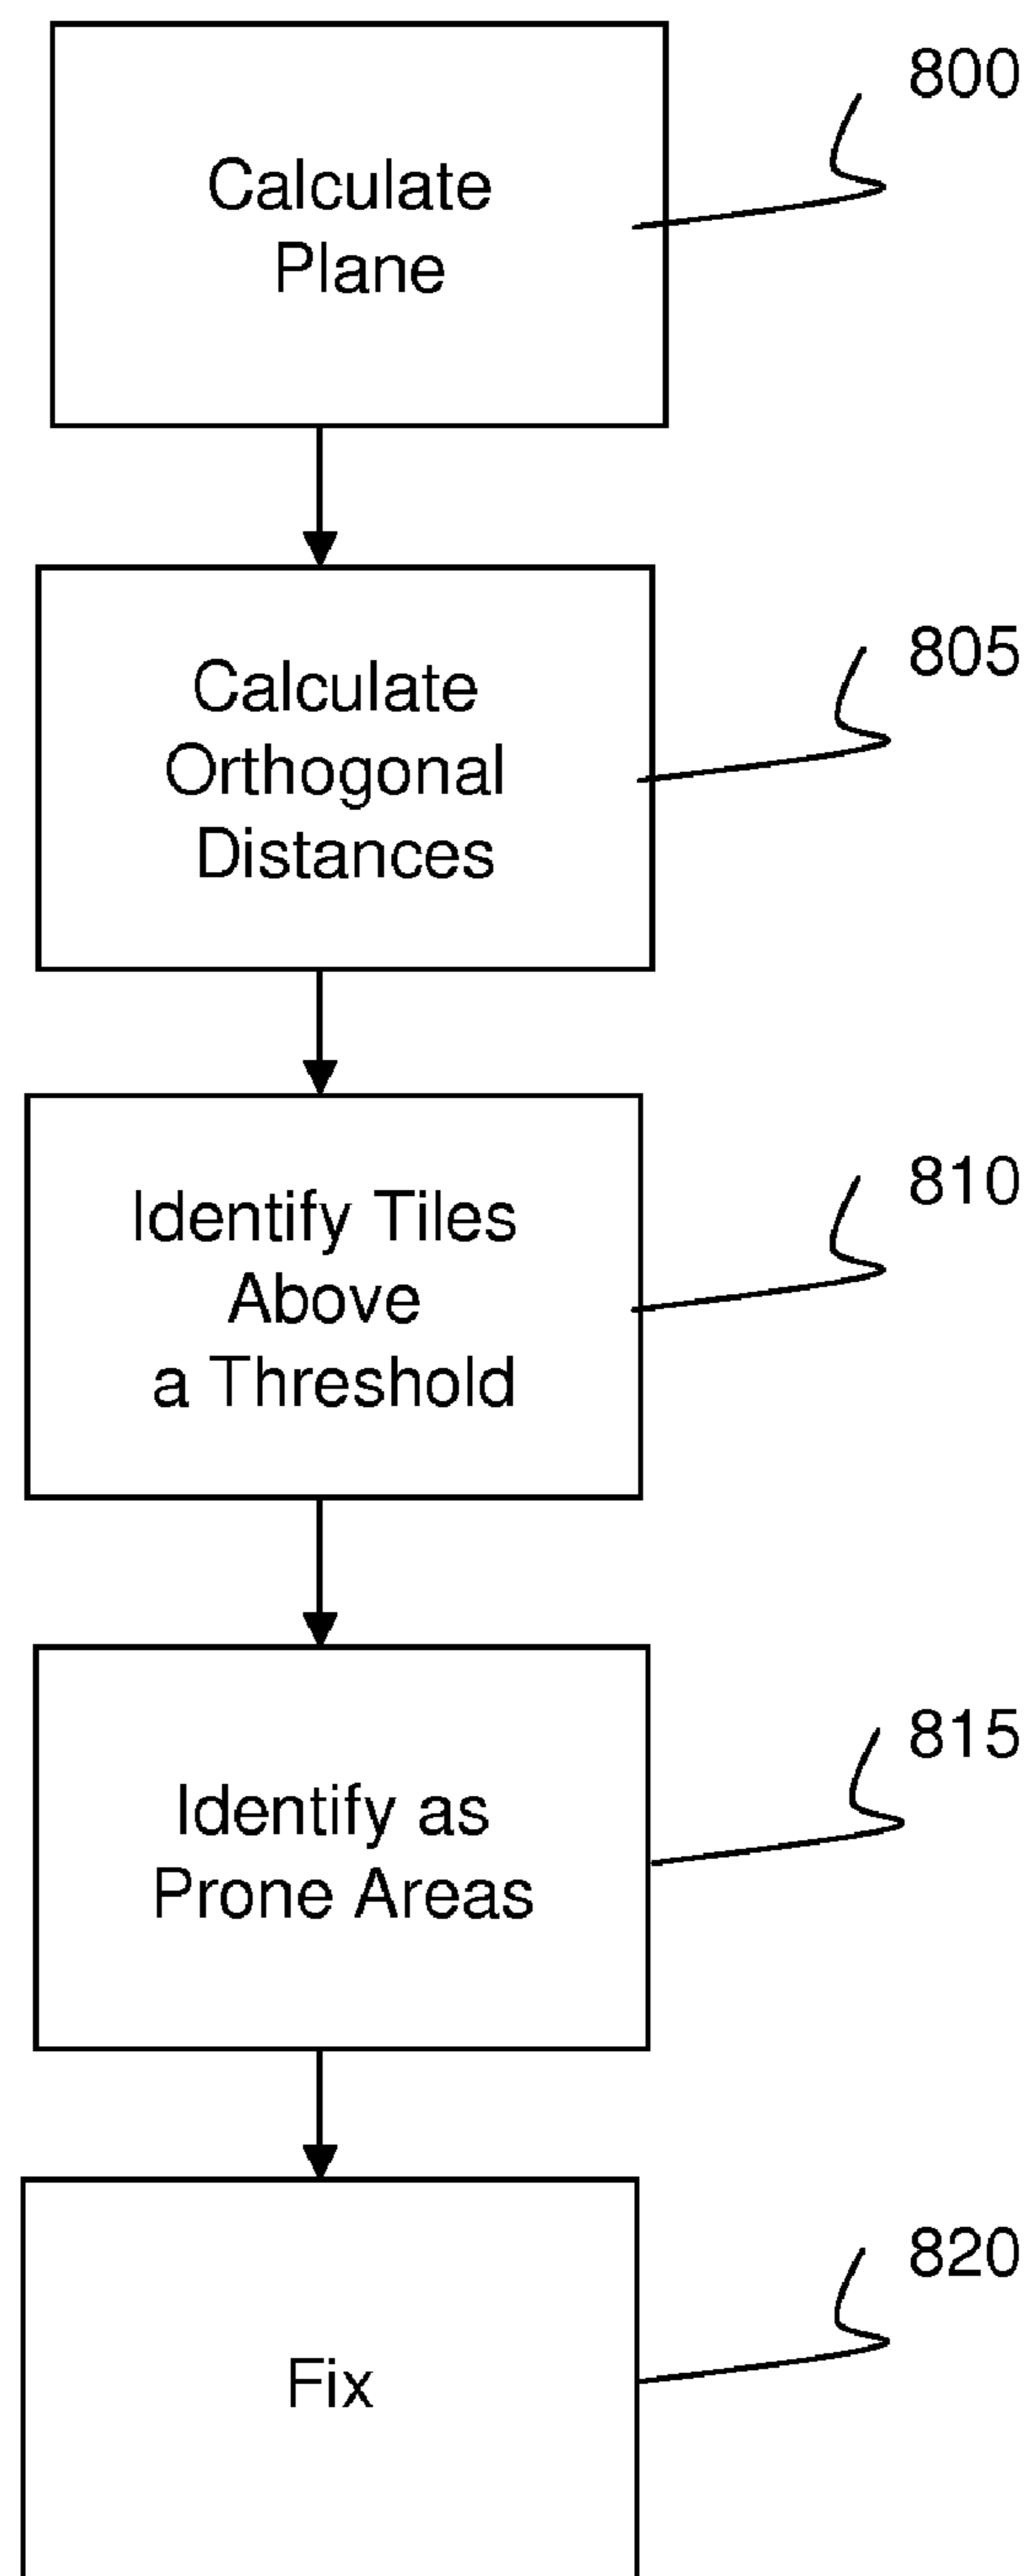 800
Calculate
Plane
805
Calculate
Orthogonal
Distances
810
Identify Tiles
Above
a Threshold
815
Identify as
Prone Areas
820
Fix